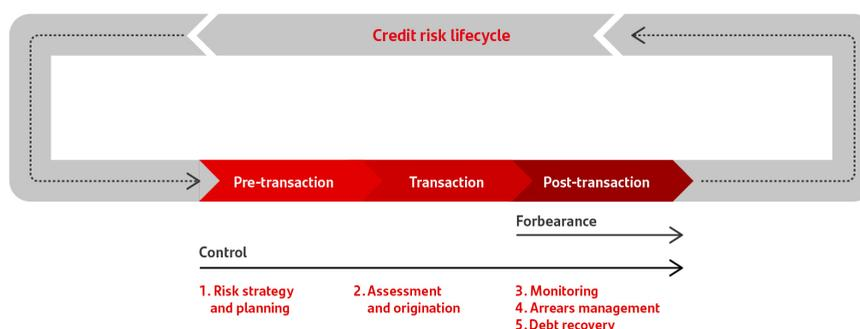 Credit risk lifecycle
Pre-transaction
Transaction
Post-transaction
Forbearance
Control
1. Risk strategy
and planning
2. Assessment
and origination
3. Monitoring
4. Arrears management
5. Debt recovery